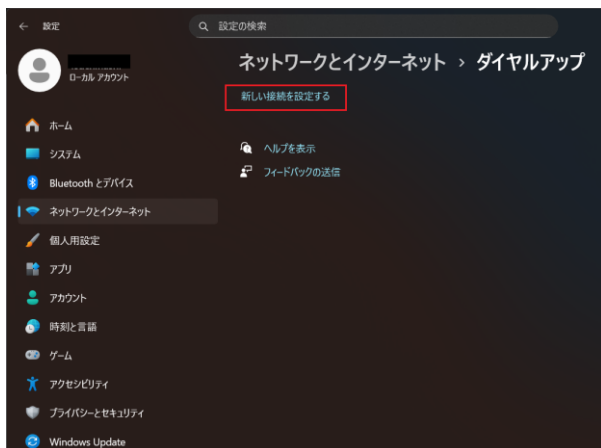 ← 設定
設定の検索
ローカル アカウント
ネットワークとインターネット › ダイヤルアップ
新しい接続を設定する
ヘルプを表示
フィードバックの送信
ホーム
システム
Bluetooth とデバイス
ネットワークとインターネット
個人用設定
アプリ
アカウント
時刻と言語
ゲーム
アクセシビリティ
プライバシーとセキュリティ
Windows Update